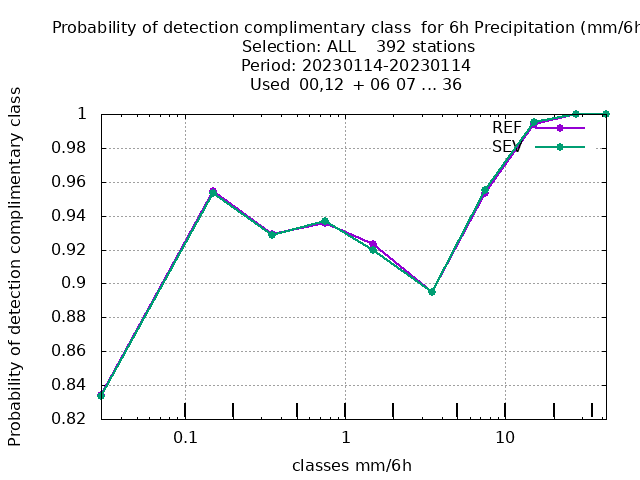 Probability of detection complimentary class  for 6h Precipitation (mm/6h
Selection: ALL    392 stations
Period: 20230114-20230114
Used  00,12  + 06 07 ... 36
Probability of detection complimentary class
1
0.98
0.96
0.94
0.92
0.9
0.88
0.86
0.84
0.82
REF
SEV
0.1
1
10
classes mm/6h